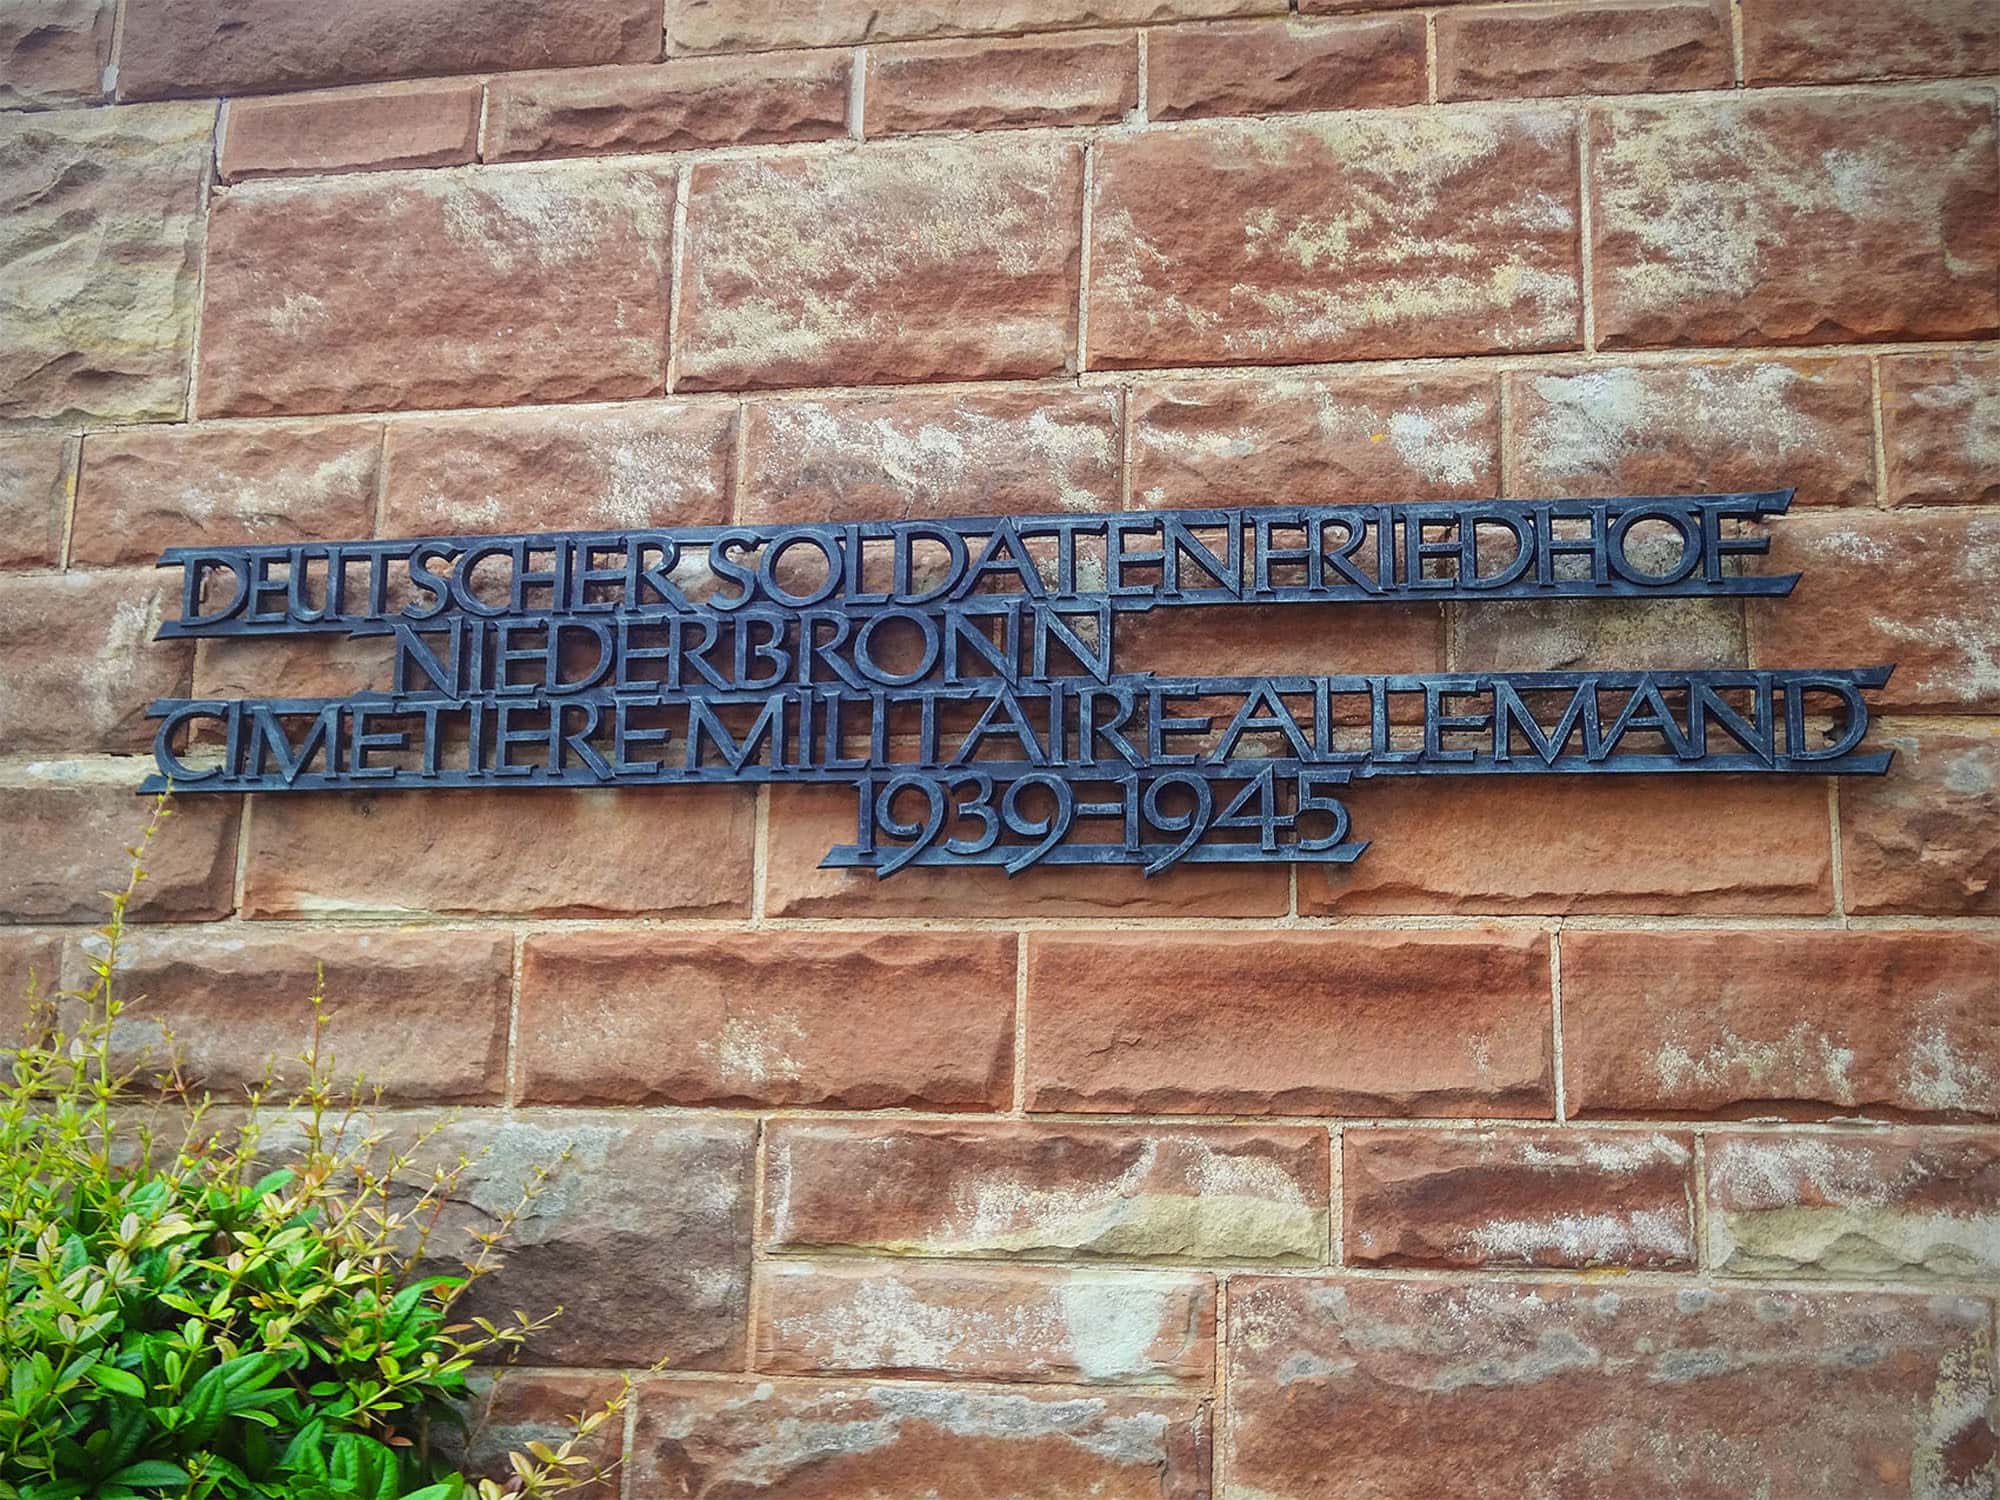 DEUTSCHER SOLDATENFRIEDHOF
NIEDERBRONN
CIMETIERE MILITAIRE ALLEMAND
1939-1945